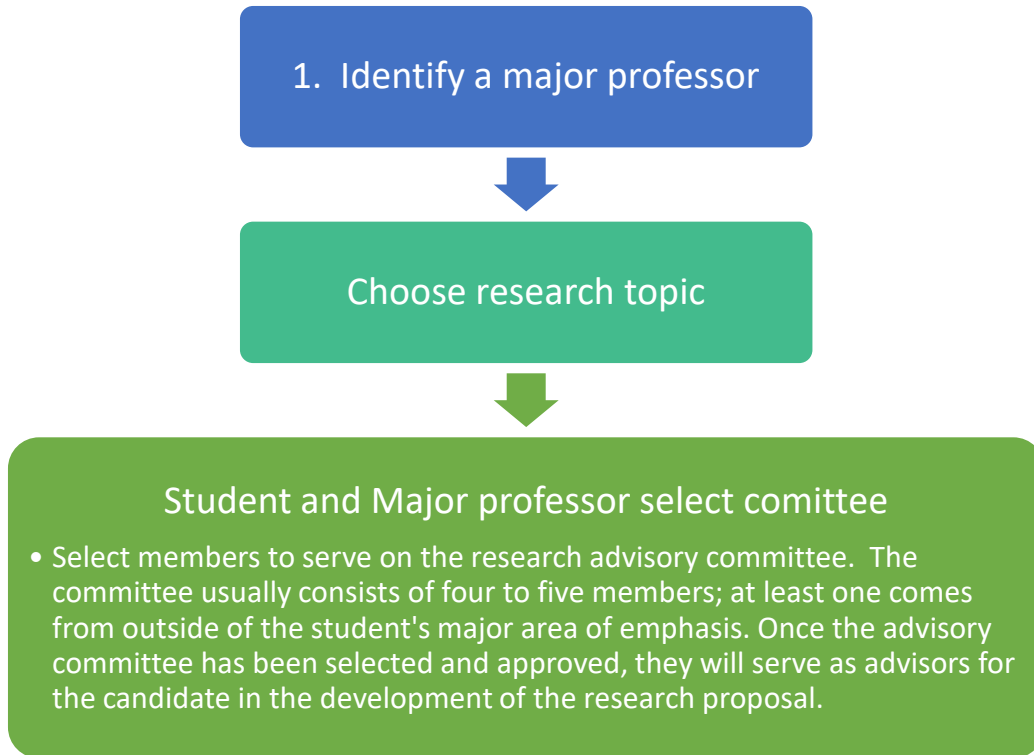 1. Identify a major professor
Choose research topic
Student and Major professor select comittee
• Select members to serve on the research advisory committee. The
committee usually consists of four to five members; at least one comes
from outside of the student's major area of emphasis. Once the advisory
committee has been selected and approved, they will serve as advisors for
the candidate in the development of the research proposal.